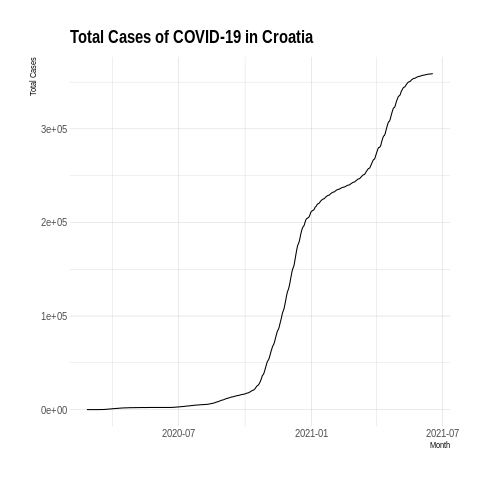 Total Cases of COVID-19 in Croatia
Total Cases
3e+05
2e+05
1e+05
0e+00
2020-07 2021-01 2021-07
Month